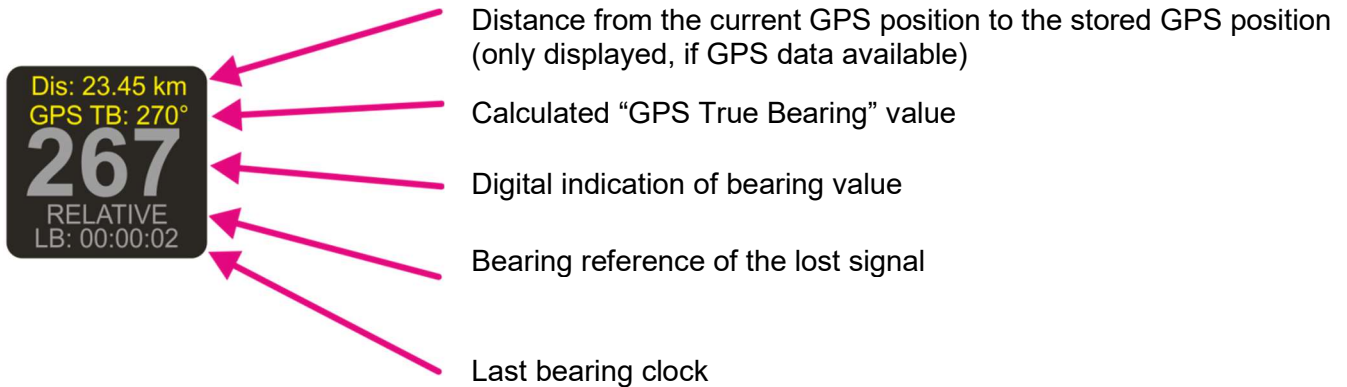 Distance from the current GPS position to the stored GPS position
(only displayed, if GPS data available)
Dis: 23.45 km
GPS TB: 270°
267
RELATIVE
LB: 00:00:02
Calculated “GPS True Bearing” value
Digital indication of bearing value
Bearing reference of the lost signal
Last bearing clock